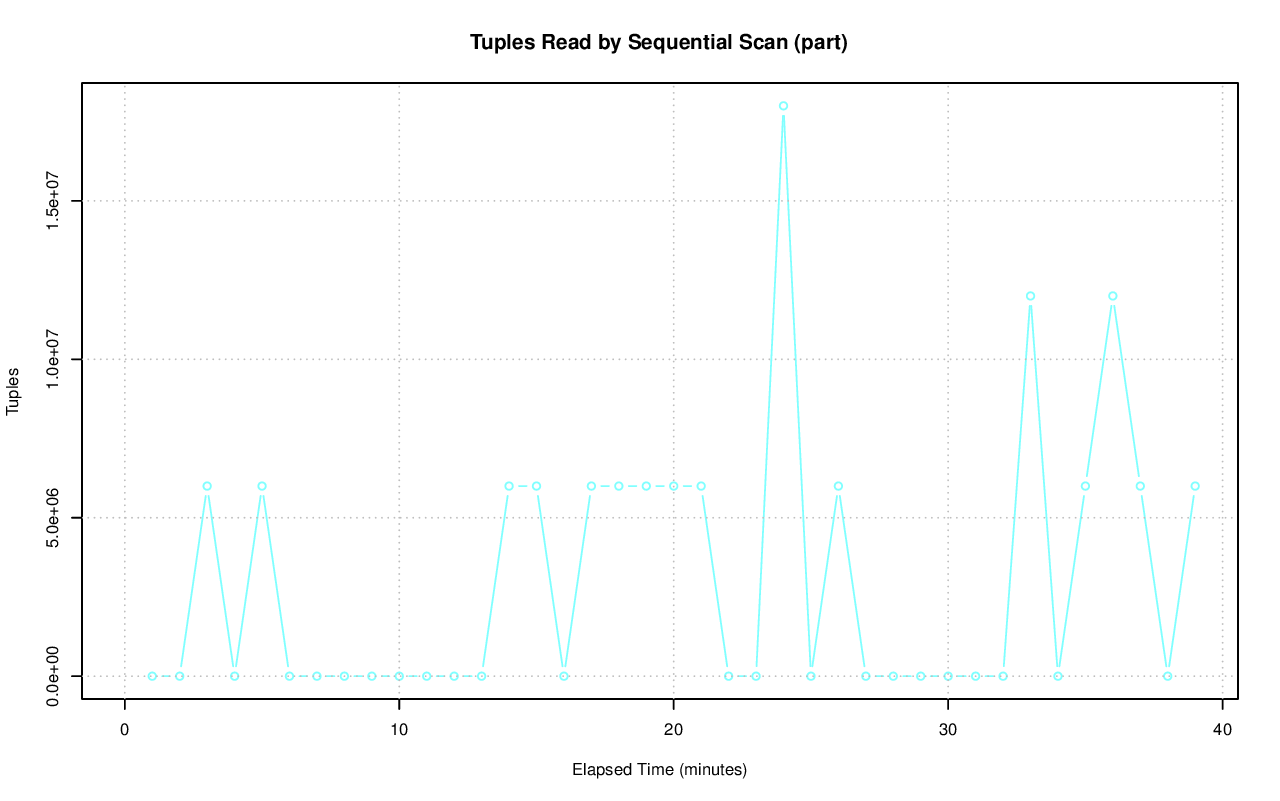 Tuples Read by Sequential Scan (part)
Tuples
1.5e+07
1.0e+07
5.0e+06
0.0e+00
0 10 20 30 40
Elapsed Time (minutes)